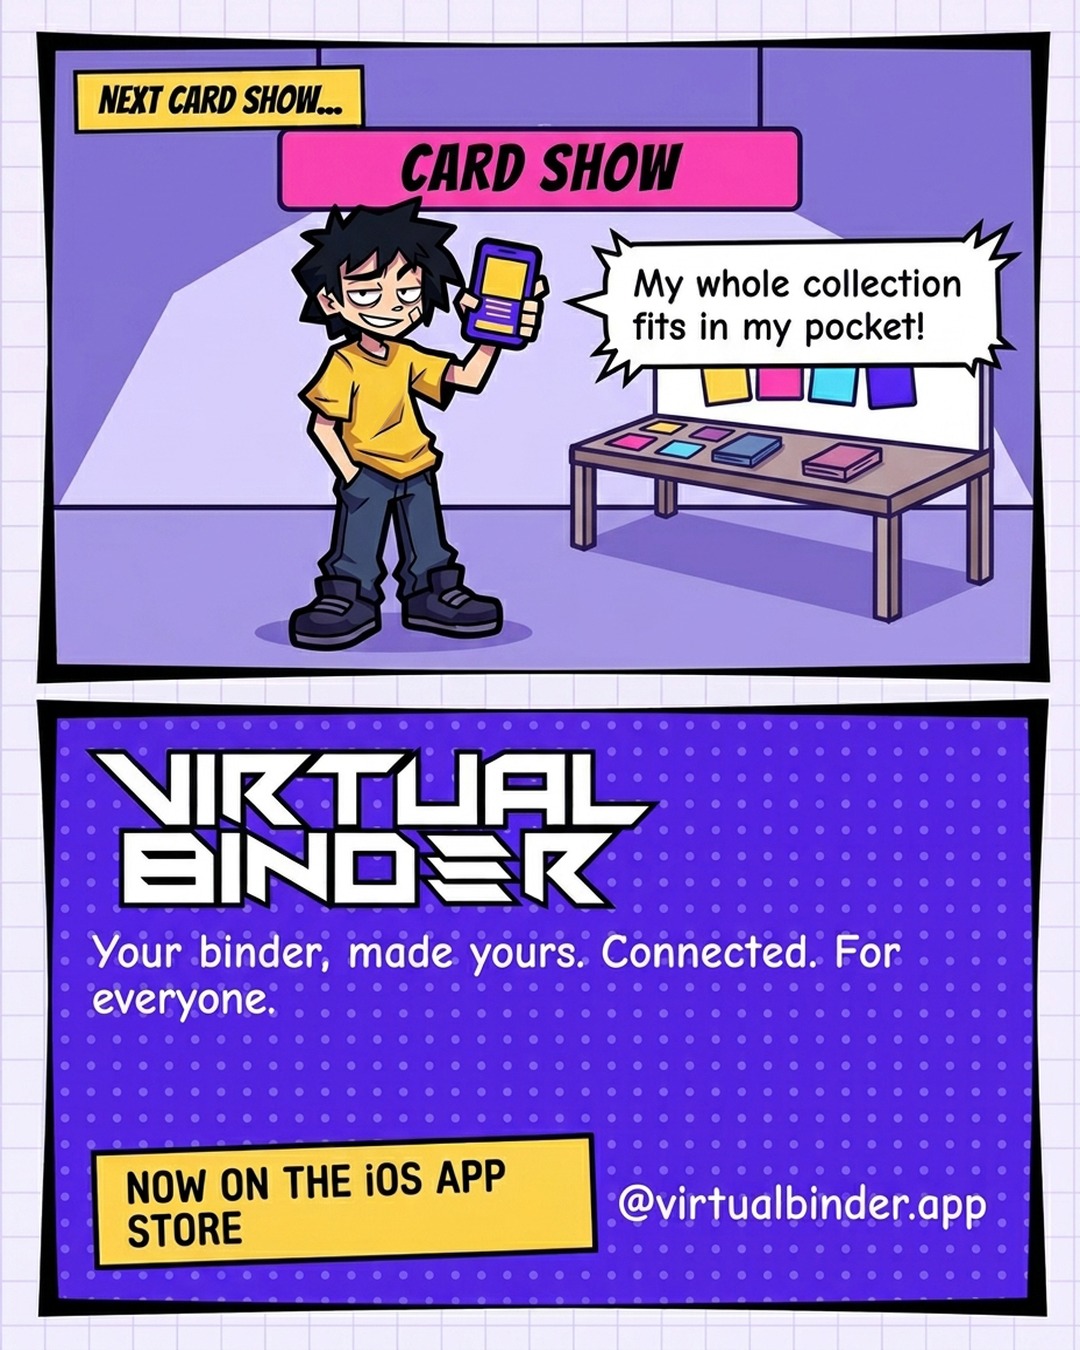 NEXT CARD SHOW...
CARD SHOW
My whole collection
fits in my pocket!
VIRTUAL
BINDER
Your binder, made yours. Connected. For
everyone.
NOW ON THE iOS APP
STORE
@virtualbinder.app